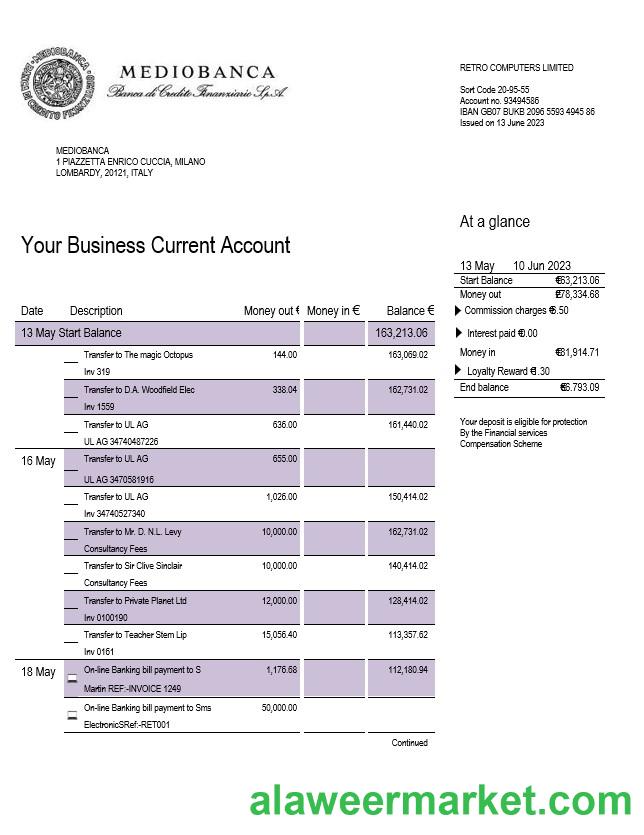 MEDIOBANCA
Banca di Credito Finanziario S.p.A.
RETRO COMPUTERS LIMITED
Sort Code 20-95-55
Account no. 93494586
IBAN GB07 BUKB 2096 5593 4945 86
Issued on 13 June 2023
MEDIOBANCA
1 PIAZZETTA ENRICO CUCCIA, MILANO
LOMBARDY, 20121, ITALY
Your Business Current Account
At a glance
13 May 10 Jun 2023
Start Balance €63,213.06
Money out €78,334.68
Commission charges €6.50
Interest paid €0.00
Money in €31,914.71
Loyalty Reward €1.30
End balance €6.793.09
Your deposit is eligible for protection
By the Financial services
Compensation Scheme
Date Description Money out € Money in € Balance €
13 May Start Balance 163,213.06
Transfer to The magic Octopus 144.00 163,069.02
Inv 319
Transfer to D.A. Woodfield Elec 338.04 162,731.02
Inv 1559
Transfer to UL AG 636.00 161,440.02
UL AG 34740487226
16 May Transfer to UL AG 655.00
UL AG 3470581916
Transfer to UL AG 1,026.00 150,414.02
Inv 34740527340
Transfer to Mr. D. N.L. Levy 10,000.00 162,731.02
Consultancy Fees
Transfer to Sir Clive Sinclair 10,000.00 140,414.02
Consultancy Fees
Transfer to Private Planet Ltd 12,000.00 128,414.02
Inv 0100190
Transfer to Teacher Stem Lip 15,056.40 113,357.62
Inv 0161
18 May On-line Banking bill payment to S 1,176.68 112,180.94
Martin REF:-INVOICE 1249
On-line Banking bill payment to Sms 50,000.00
ElectronicSRef:-RET001
Continued
alaweermarket.com